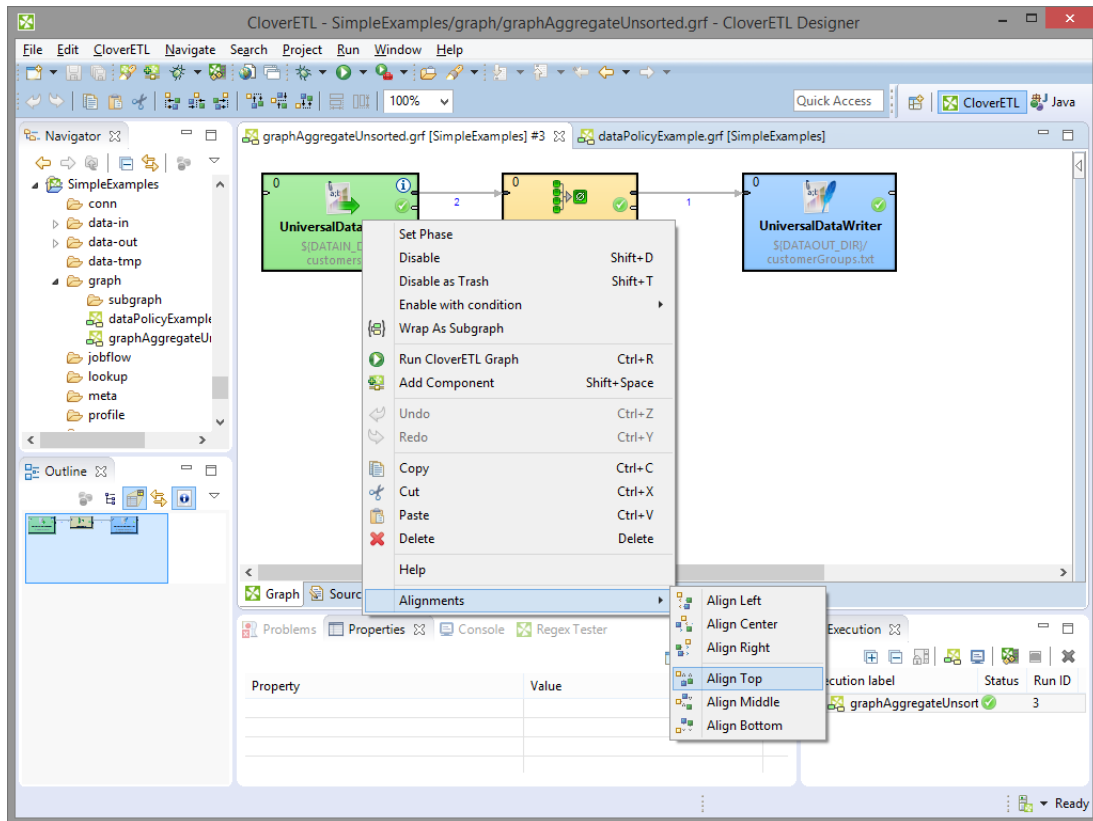 CloverETL - SimpleExamples/graph/graphAggregateUnsorted.grf - CloverETL Designer
File Edit CloverETL Navigate Search Project Run Window Help
100%
Quick Access
CloverETL
Java
Navigator
SimpleExamples
conn
data-in
data-out
data-tmp
graph
subgraph
dataPolicyExample
graphAggregateUn
jobflow
lookup
meta
profile
Outline
graphAggregateUnsorted.grf [SimpleExamples] #3
dataPolicyExample.grf [SimpleExamples]
0
UniversalData
$(DATAIN_D
customers
2
0
1
0
UniversalDataWriter
$(DATAOUT_DIR)/
customerGroups.txt
Set Phase
Disable Shift+D
Disable as Trash Shift+T
Enable with condition
Wrap As Subgraph
Run CloverETL Graph Ctrl+R
Add Component Shift+Space
Undo Ctrl+Z
Redo Ctrl+Y
Copy Ctrl+C
Cut Ctrl+X
Paste Ctrl+V
Delete Delete
Help
Alignments
Align Left
Align Center
Align Right
Align Top
Align Middle
Align Bottom
Graph Sourc
Problems Properties Console Regex Tester
Property Value
Execution
ecution label Status Run ID
graphAggregateUnsort 3
Ready